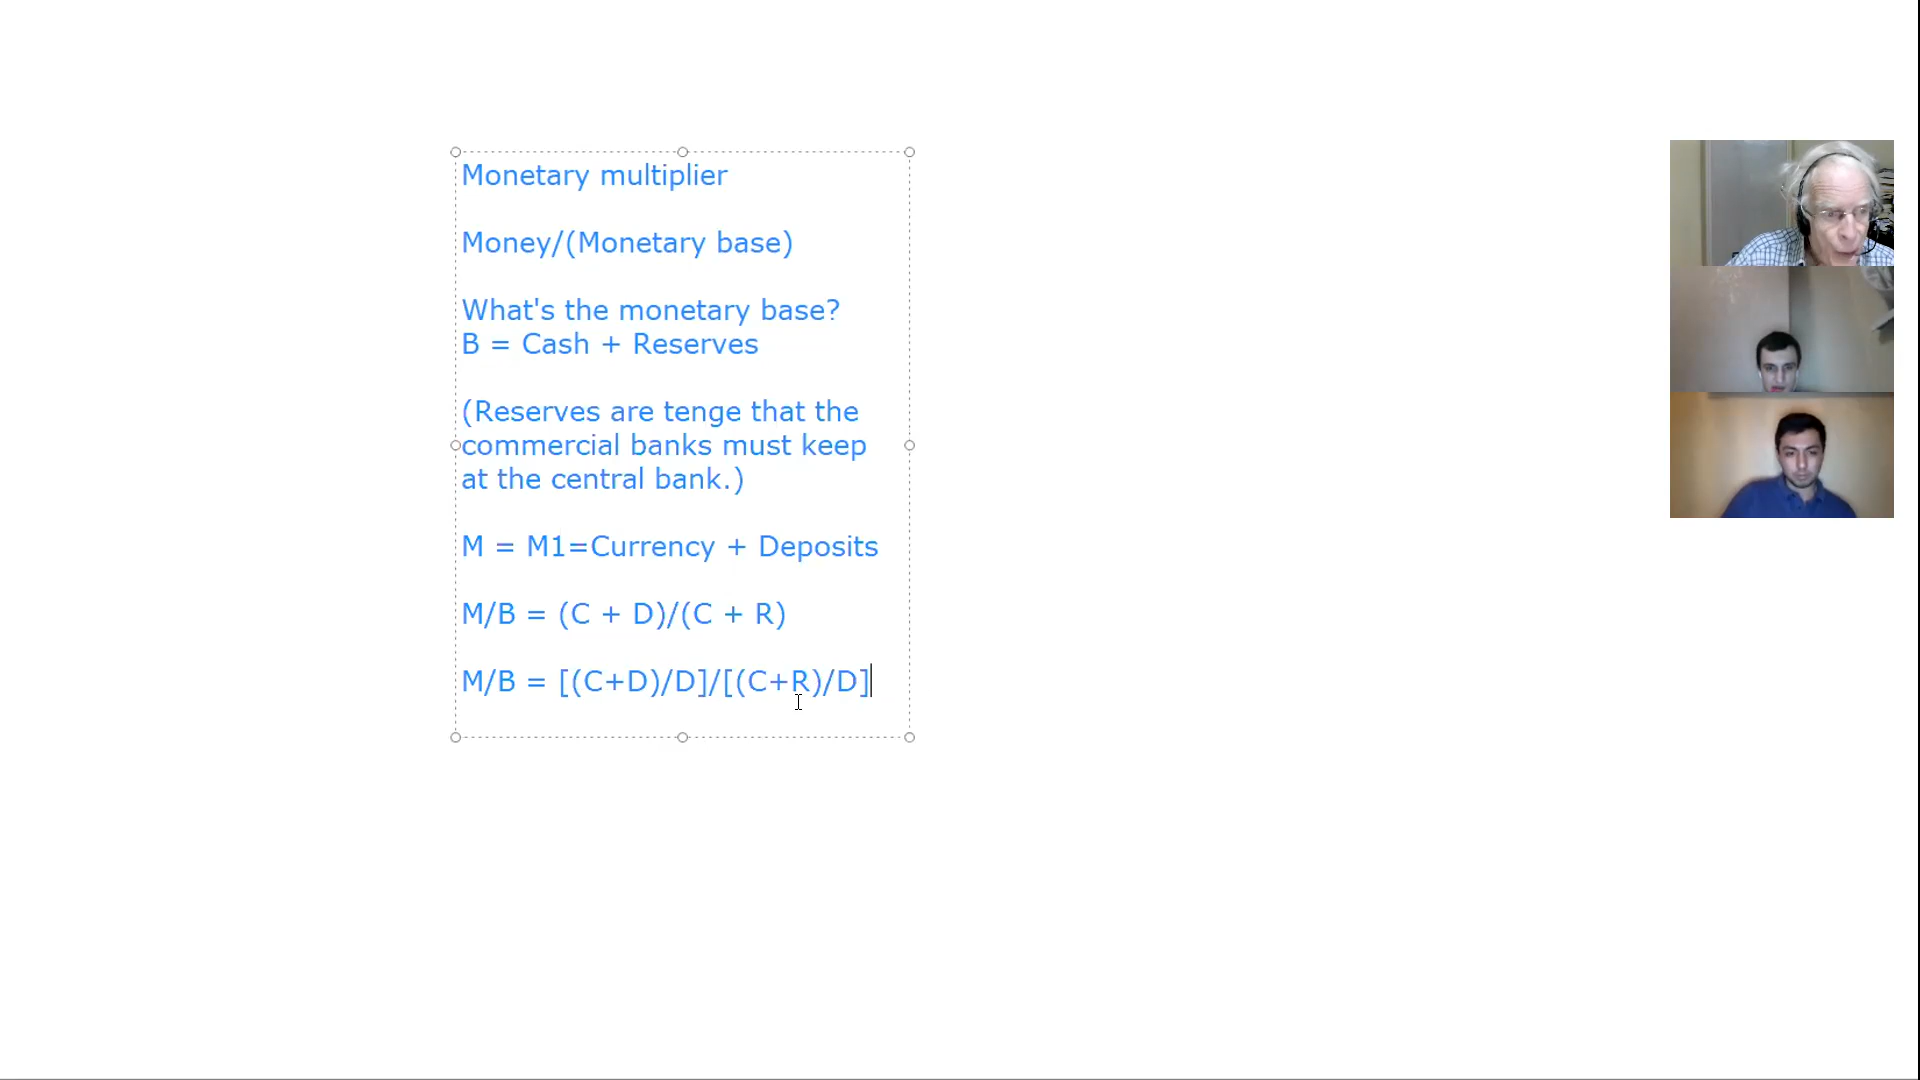 Monetary multiplier
Money/(Monetary base)
What's the monetary base?
B = Cash + Reserves
(Reserves are tenge that the
commercial banks must keep
at the central bank.)
M = M1=Currency + Deposits
M/B = (C + D)/(C + R)
M/B = [(C+D)/D]/[(C+R)/D]